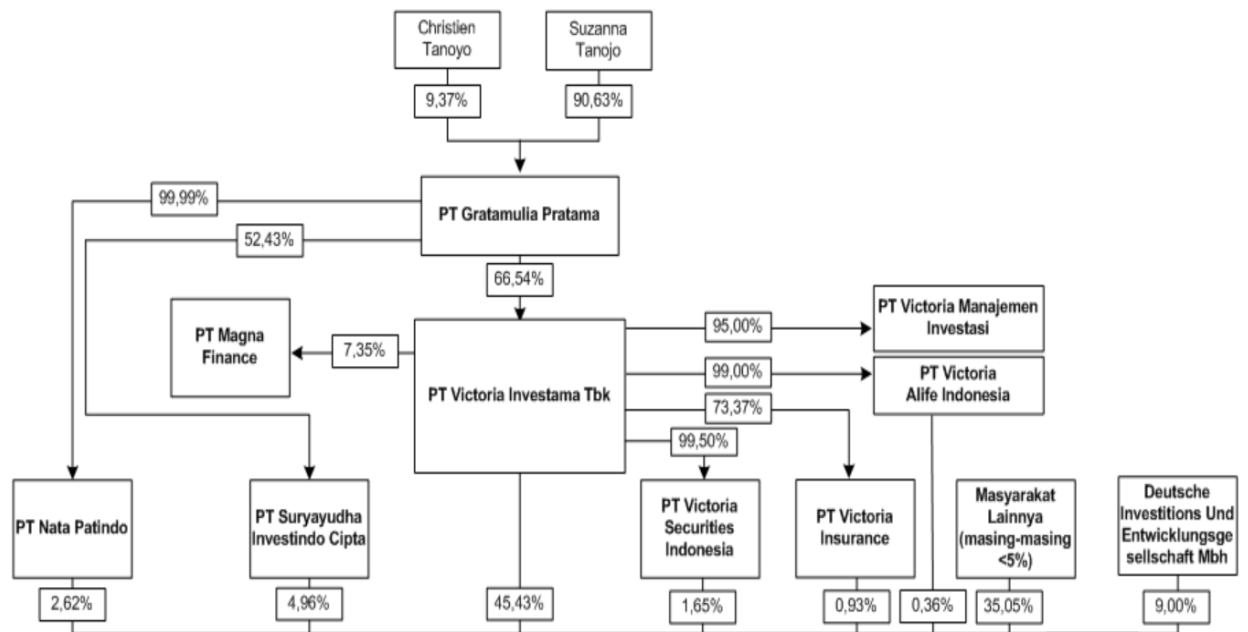 Christien
Tanoyo
Suzanna
Tanojo
9,37%
90,63%
99,99%
PT Gratamulia Pratama
52,43%
66,54%
PT Magna
Finance
7,35%
PT Victoria Investama Tbk
95,00%
PT Victoria Manajemen
Investasi
99,00%
PT Victoria
Alife Indonesia
73,37%
99,50%
PT Nata Patindo
PT Suryayudha
Investindo Cipta
PT Victoria
Securities
Indonesia
PT Victoria
Insurance
Masyarakat
Lainnya
(masing-masing
<5%)
Deutsche
Investitions Und
Entwicklungsge
sellschaft Mbh
2,62%
4,96%
45,43%
1,65%
0,93%
0,36%
35,05%
9,00%